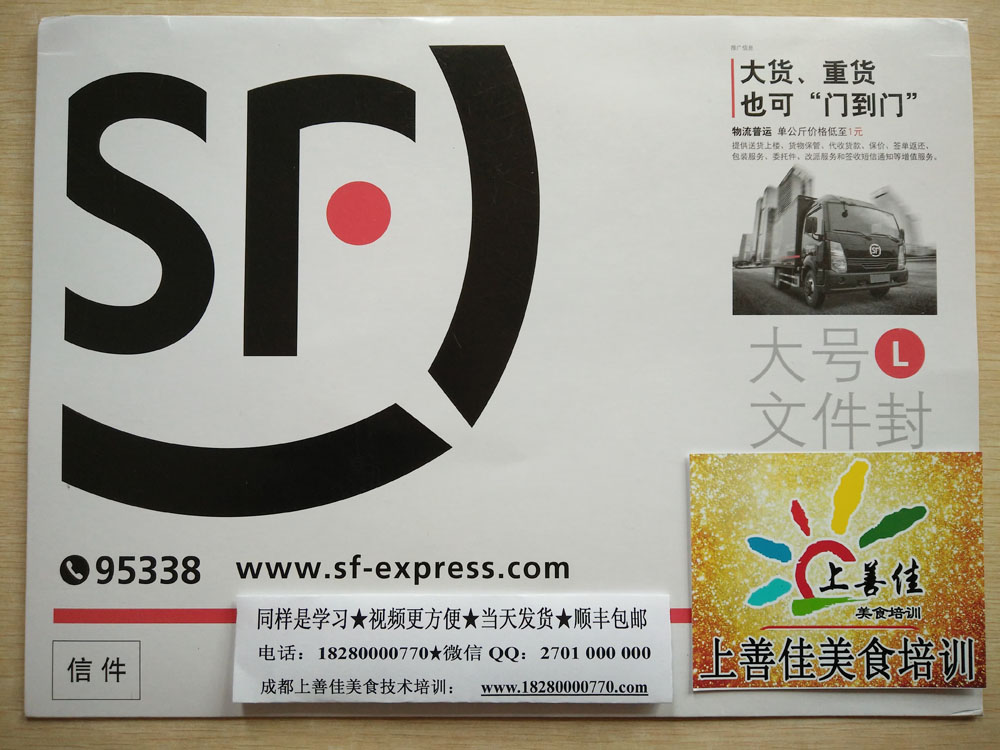 SF
推广信息
大货、重货
也可“门到门”
物流普运 单公斤价格低至1元
提供送货上楼、货物保管、代收货款、保价、签单返还、
包装服务、委托件、改派服务和签收短信通知等增值服务。
SF
大号 L
文件封
95338 www.sf-express.com
上善佳
美食培训
上善佳美食培训
同样是学习★视频更方便★当天发货★顺丰包邮
电话：18280000770★微信 QQ：2701 000 000
成都上善佳美食技术培训：www.18280000770.com
信件